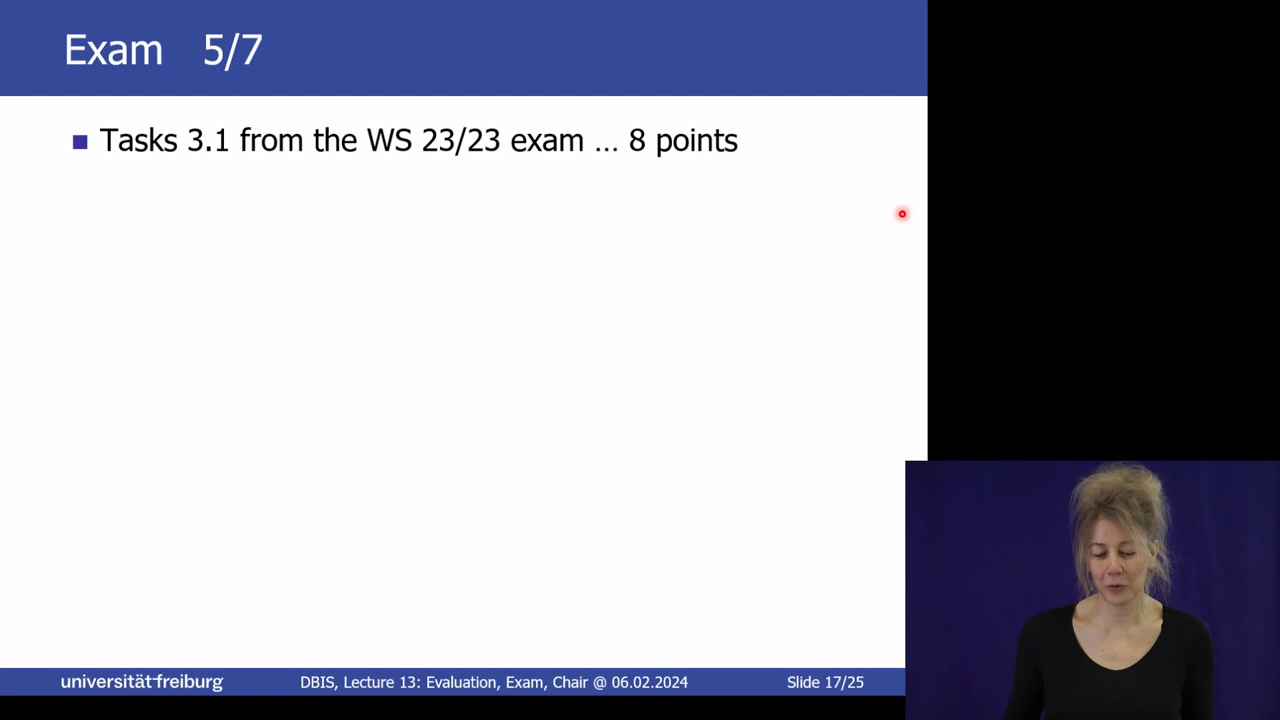 Exam 5/7
Tasks 3.1 from the WS 23/23 exam … 8 points
universität freiburg
DBIS, Lecture 13: Evaluation, Exam, Chair @ 06.02.2024
Slide 17/25